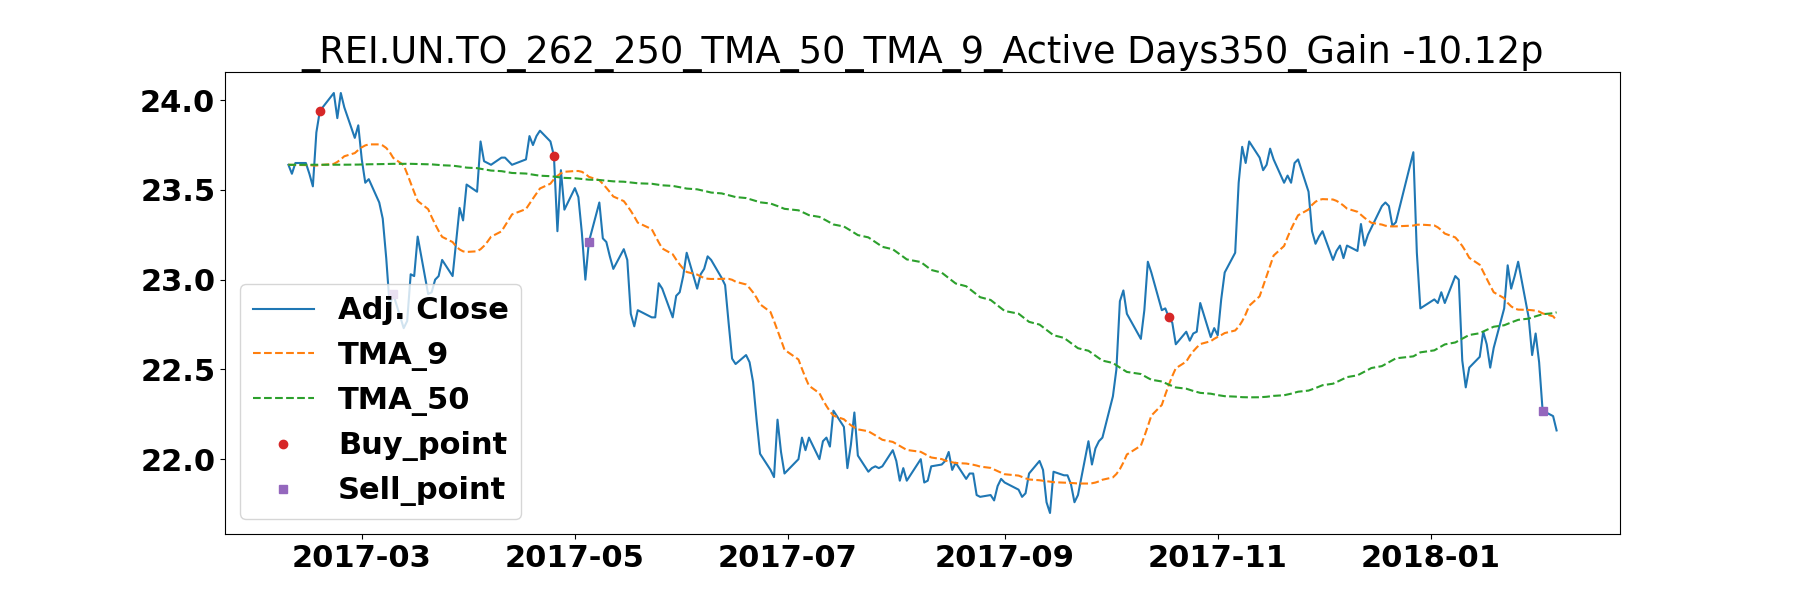 _REI.UN.TO_262_250_TMA_50_TMA_9_Active Days350_Gain -10.12p
24.0
23.5
23.0
22.5
22.0
Adj. Close
TMA_9
TMA_50
Buy_point
Sell_point
2017-03 2017-05 2017-07 2017-09 2017-11 2018-01